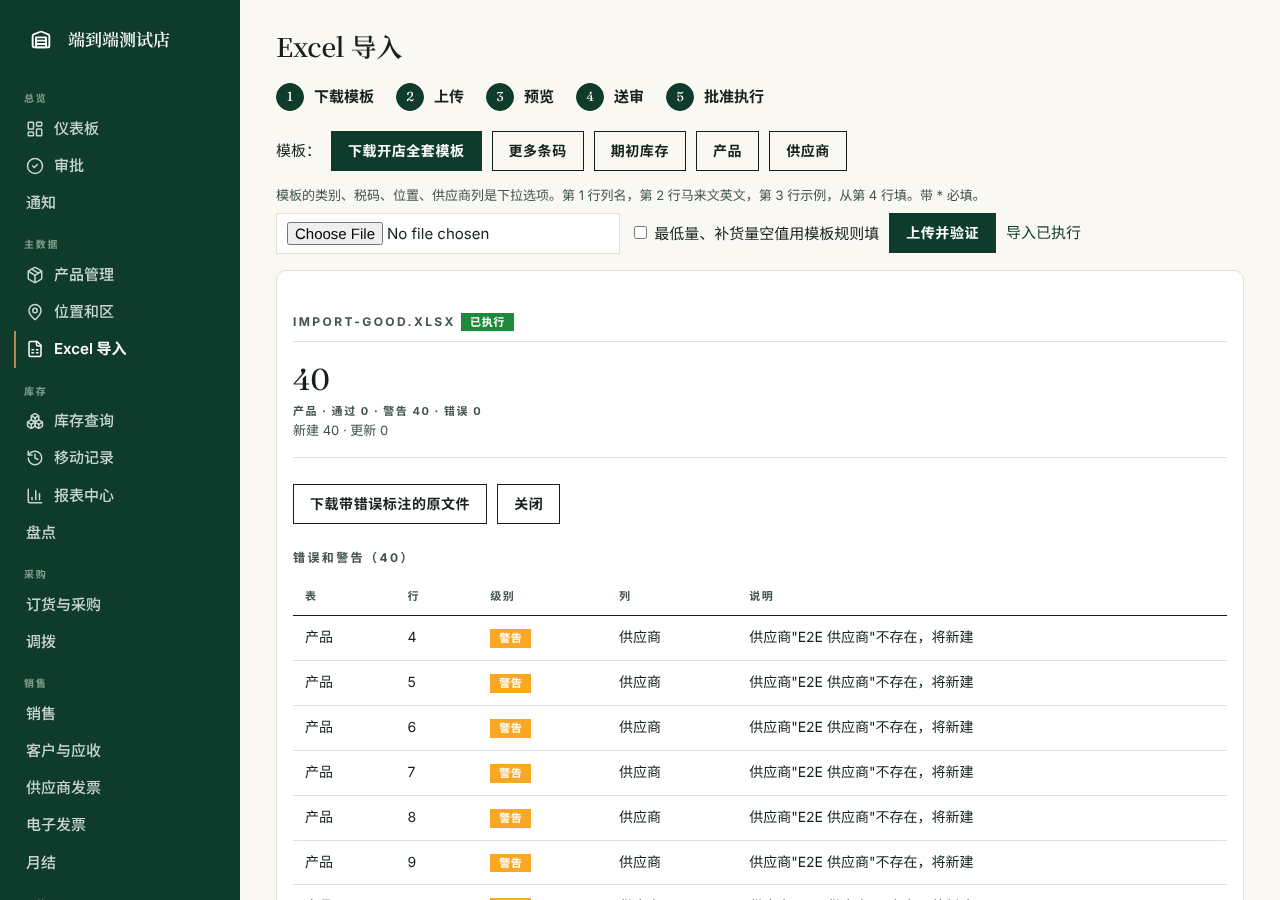 端到端测试店
总览
仪表板
审批
通知
主数据
产品管理
位置和区
Excel 导入
库存
库存查询
移动记录
报表中心
盘点
采购
订货与采购
调拨
销售
销售
客户与应收
供应商发票
电子发票
月结
Excel 导入
1 下载模板 2 上传 3 预览 4 送审 5 批准执行
模板： 下载开店全套模板 更多条码 期初库存 产品 供应商
模板的类别、税码、位置、供应商列是下拉选项。第 1 行列名，第 2 行马来文英文，第 3 行示例，从第 4 行填。带 * 必填。
Choose File No file chosen 最低量、补货量空值用模板规则填 上传并验证 导入已执行
IMPORT-GOOD.XLSX 已执行
40
产品 · 通过 0 · 警告 40 · 错误 0
新建 40 · 更新 0
下载带错误标注的原文件 关闭
错误和警告（40）
表 行 级别 列 说明
产品 4 警告 供应商 供应商"E2E 供应商"不存在，将新建
产品 5 警告 供应商 供应商"E2E 供应商"不存在，将新建
产品 6 警告 供应商 供应商"E2E 供应商"不存在，将新建
产品 7 警告 供应商 供应商"E2E 供应商"不存在，将新建
产品 8 警告 供应商 供应商"E2E 供应商"不存在，将新建
产品 9 警告 供应商 供应商"E2E 供应商"不存在，将新建